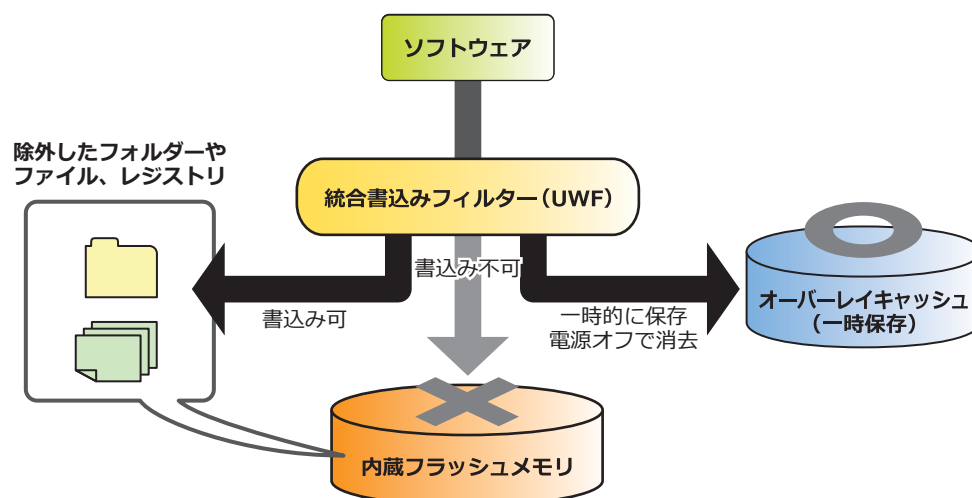 ソフトウェア
除外したフォルダーや
ファイル、レジストリ
統合書込みフィルター（UWF）
書込み不可
書込み可
一時的に保存
電源オフで消去
オーバーレイキャッシュ
（一時保存）
内蔵フラッシュメモリ